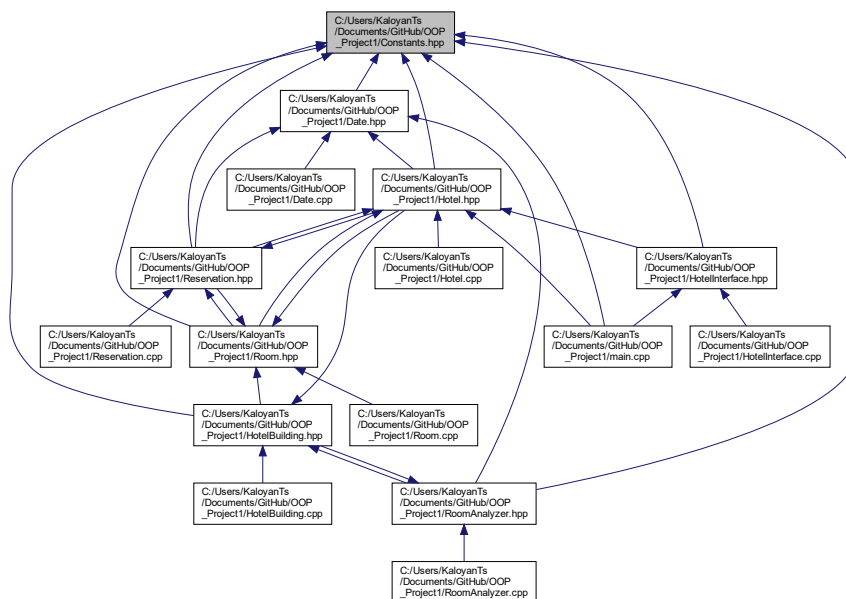 C:/Users/KaloyanTs
/Documents/GitHub/OOP
_Project1/Constants.hpp
C:/Users/KaloyanTs
/Documents/GitHub/OOP
_Project1/Date.hpp
C:/Users/KaloyanTs
/Documents/GitHub/OOP
_Project1/Date.cpp
C:/Users/KaloyanTs
/Documents/GitHub/OOP
_Project1/Hotel.hpp
C:/Users/KaloyanTs
/Documents/GitHub/OOP
_Project1/Reservation.hpp
C:/Users/KaloyanTs
/Documents/GitHub/OOP
_Project1/Hotel.cpp
C:/Users/KaloyanTs
/Documents/GitHub/OOP
_Project1/HotelInterface.hpp
C:/Users/KaloyanTs
/Documents/GitHub/OOP
_Project1/Reservation.cpp
C:/Users/KaloyanTs
/Documents/GitHub/OOP
_Project1/Room.hpp
C:/Users/KaloyanTs
/Documents/GitHub/OOP
_Project1/main.cpp
C:/Users/KaloyanTs
/Documents/GitHub/OOP
_Project1/HotelInterface.cpp
C:/Users/KaloyanTs
/Documents/GitHub/OOP
_Project1/HotelBuilding.hpp
C:/Users/KaloyanTs
/Documents/GitHub/OOP
_Project1/Room.cpp
C:/Users/KaloyanTs
/Documents/GitHub/OOP
_Project1/HotelBuilding.cpp
C:/Users/KaloyanTs
/Documents/GitHub/OOP
_Project1/RoomAnalyzer.hpp
C:/Users/KaloyanTs
/Documents/GitHub/OOP
_Project1/RoomAnalyzer.cpp